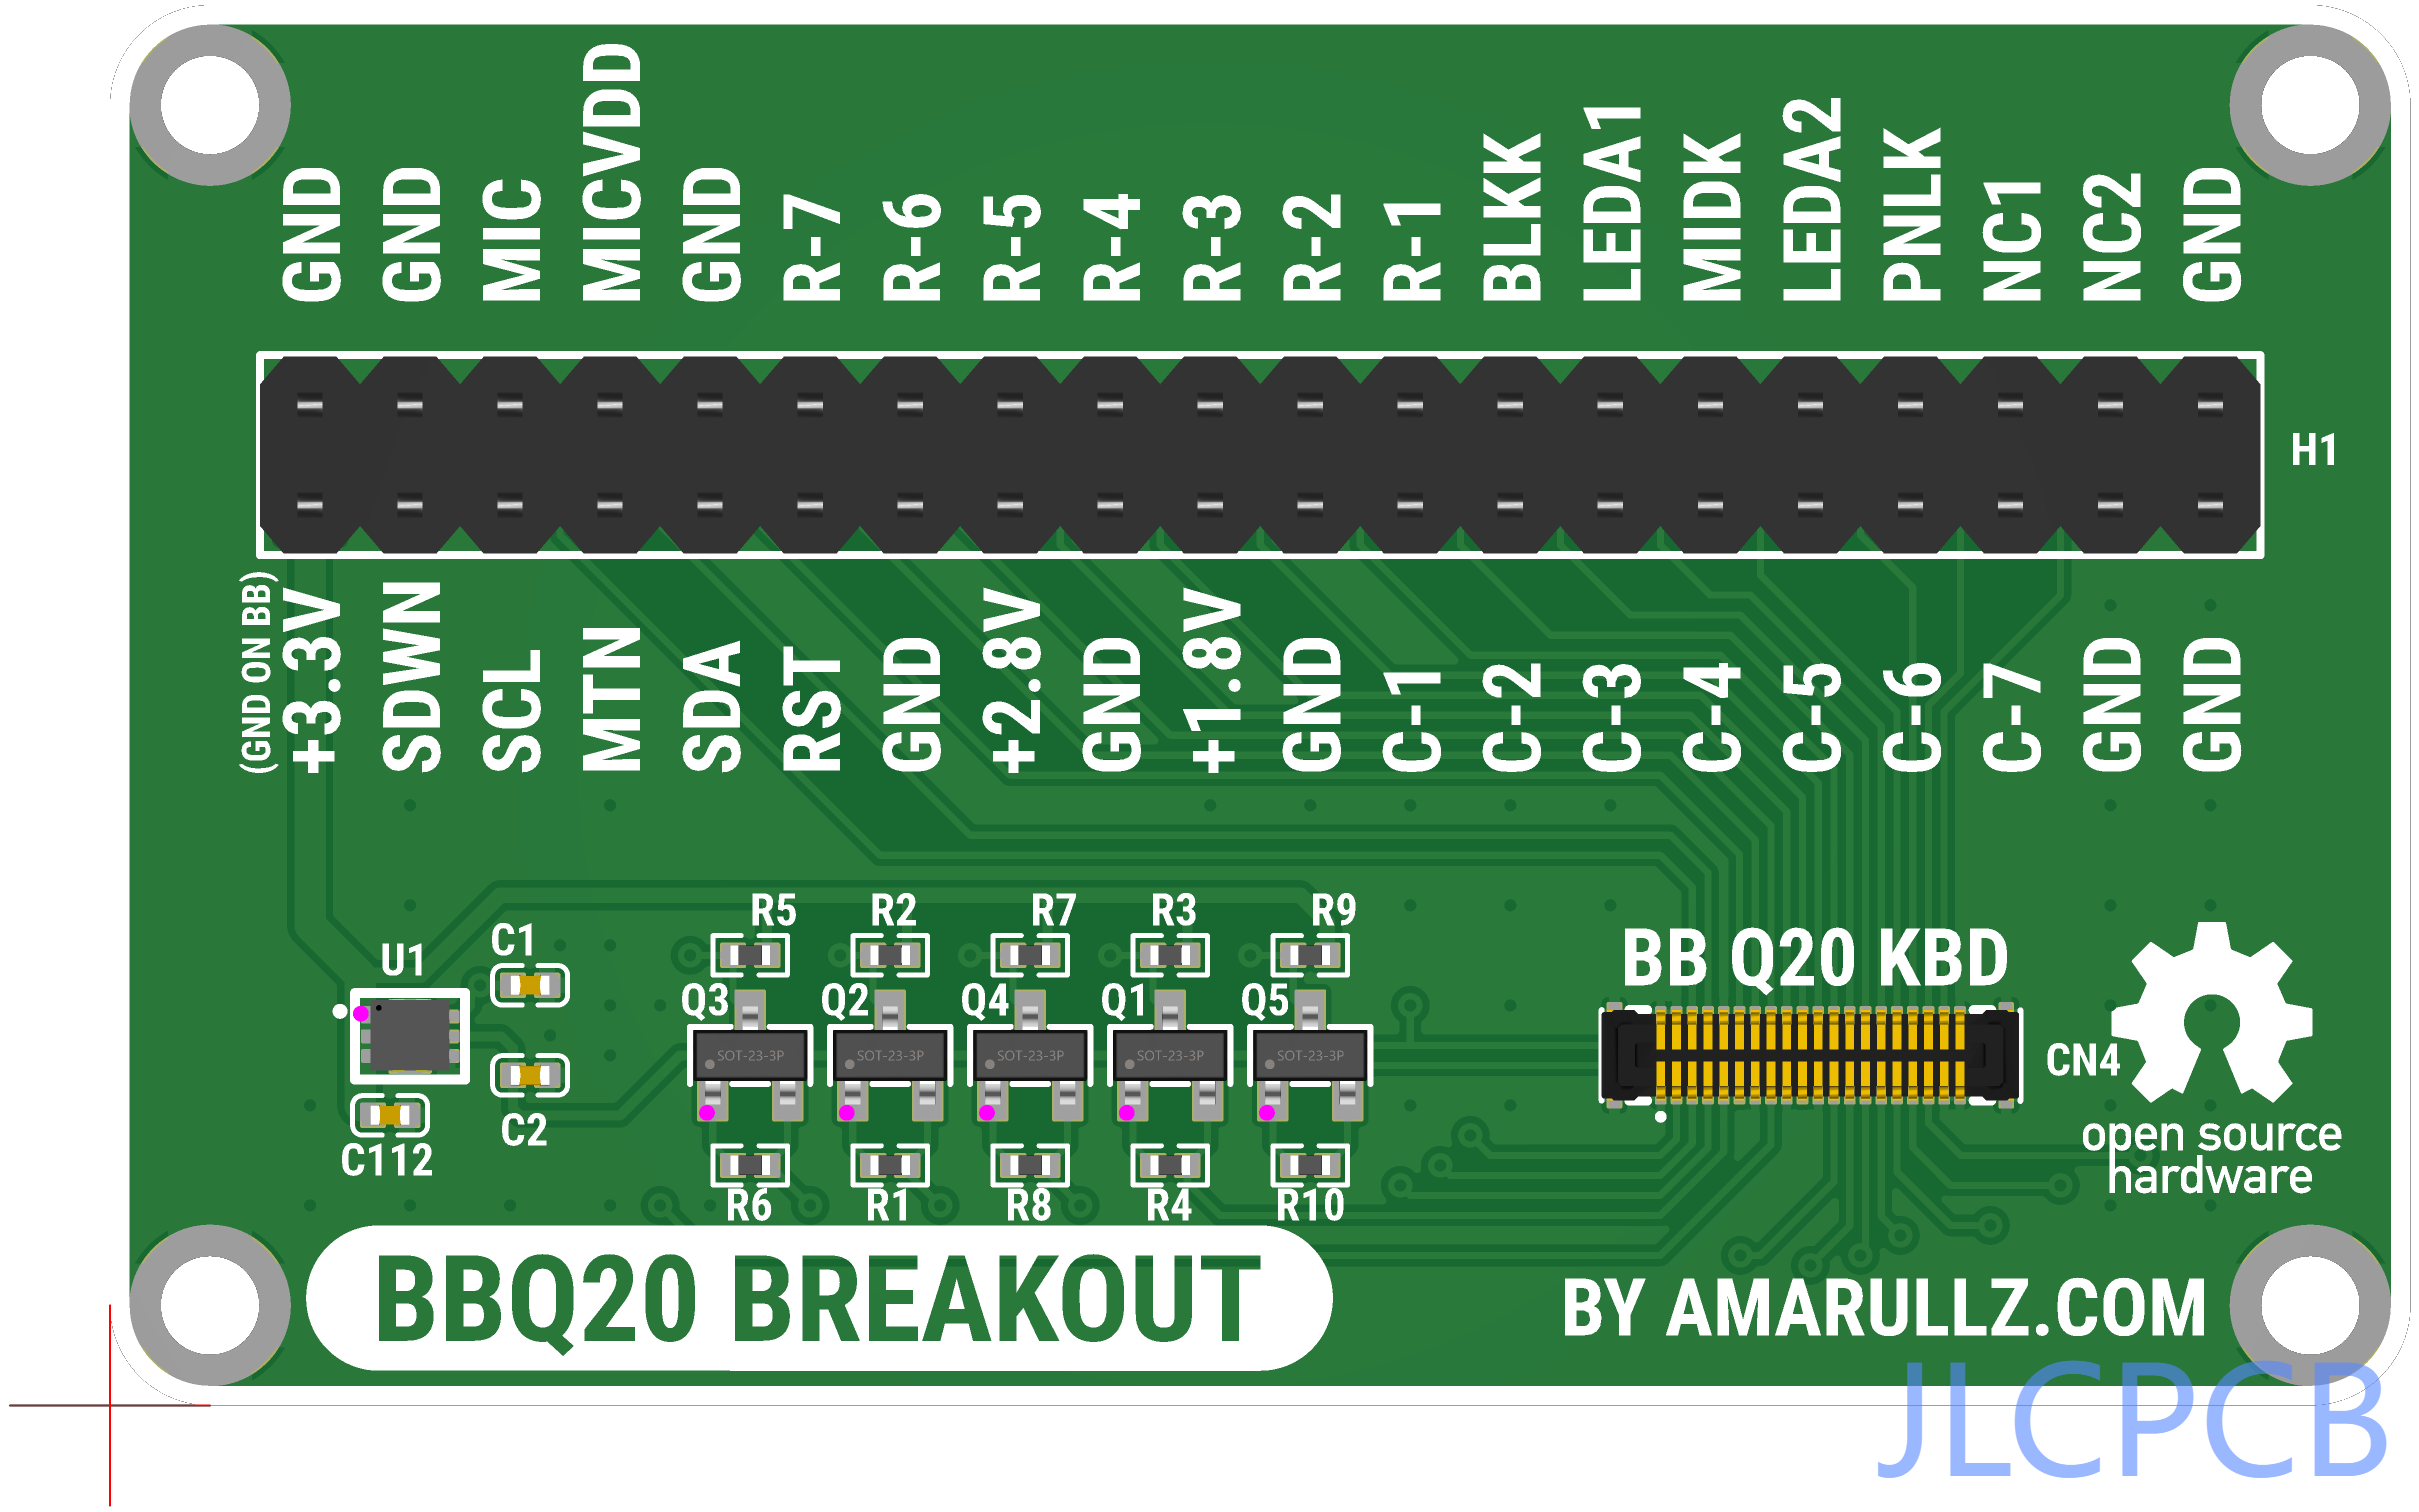 GND
GND
MIC
MICVDD
GND
R-7
R-6
R-5
R-4
R-3
R-2
R-1
BLKK
LEDA1
MIDK
LEDA2
PNLK
NC1
NC2
GND
H1
(GND ON BB)
+3.3V
SDWN
SCL
MTN
SDA
RST
GND
+2.8V
GND
+1.8V
GND
C-1
C-2
C-3
C-4
C-5
C-6
C-7
GND
GND
R5
R2
R7
R3
R9
U1
C1
BB Q20 KBD
Q3
Q2
Q4
Q1
Q5
SOT-23-3P
SOT-23-3P
SOT-23-3P
SOT-23-3P
SOT-23-3P
CN4
C2
C112
open source
hardware
R6
R1
R8
R4
R10
BBQ20 BREAKOUT
BY AMARULLZ.COM
JLCPCB